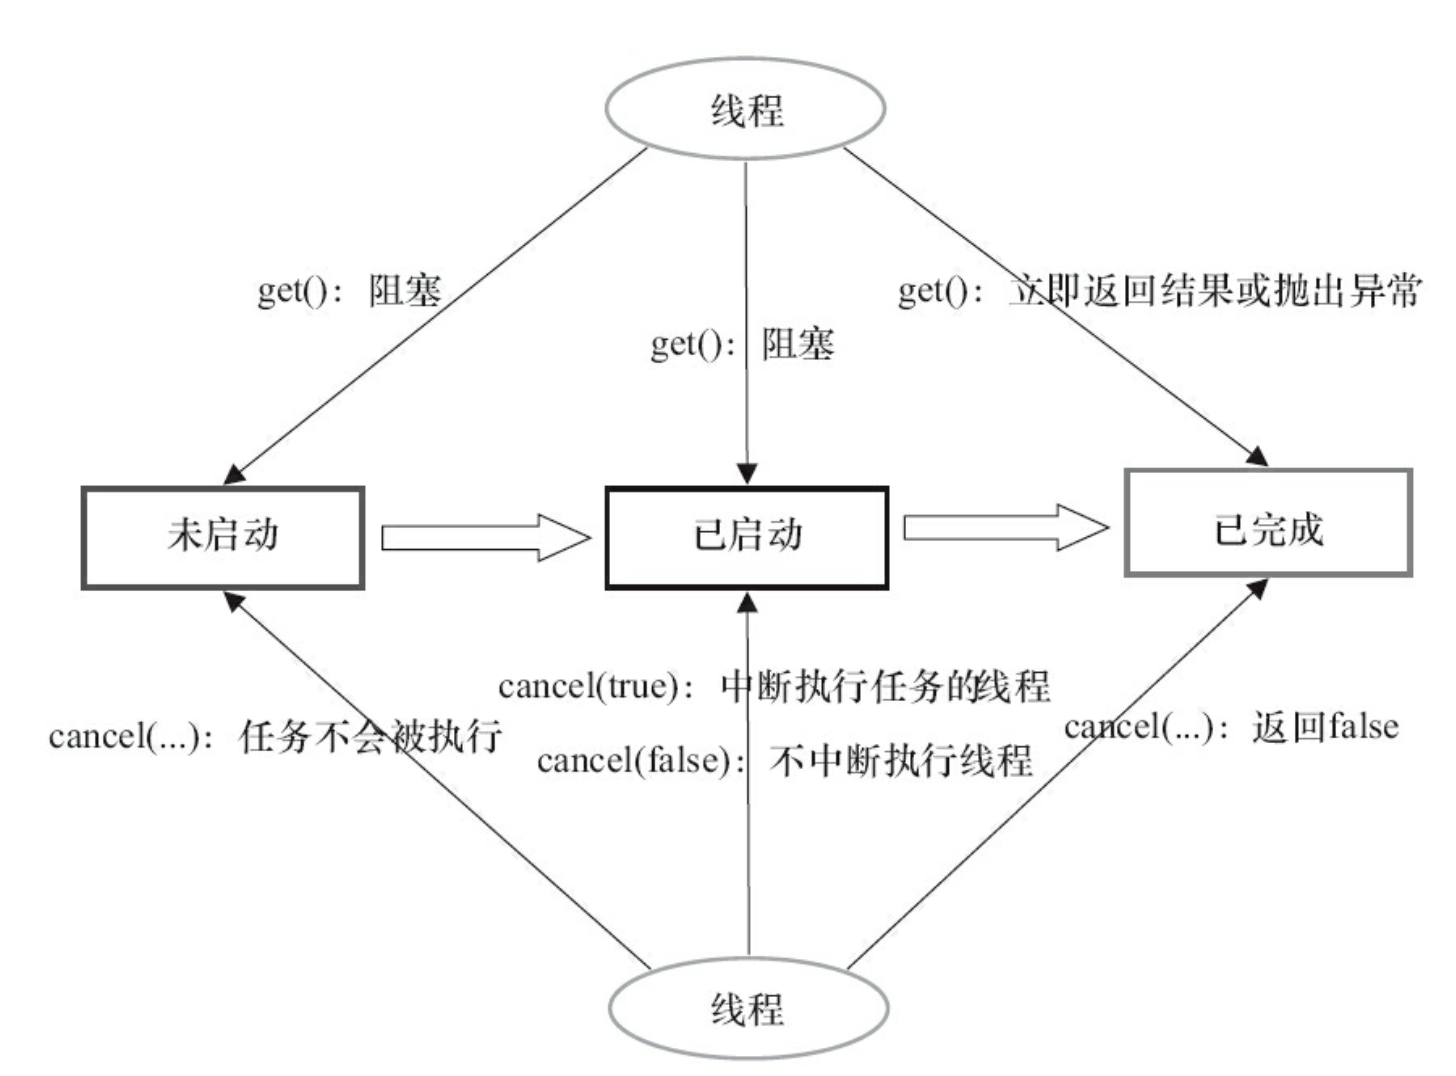 线程
get()：阻塞
get()：立即返回结果或抛出异常
get()：阻塞
未启动
已启动
已完成
cancel(true)：中断执行任务的线程
cancel(...)：任务不会被执行
cancel(...)：返回false
cancel(false)：不中断执行线程
线程